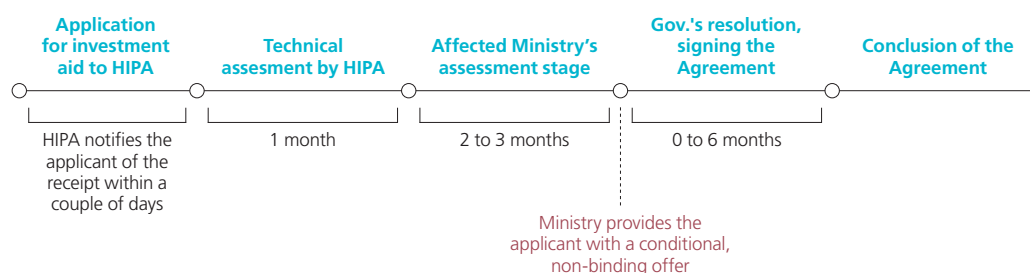 Application
for investment
aid to HIPA
Technical
assesment by HIPA
Affected Ministry's
assessment stage
Gov.'s resolution,
signing the
Agreement
Conclusion of the
Agreement
HIPA notifies the
applicant of the
receipt within a
couple of days
1 month
2 to 3 months
0 to 6 months
Ministry provides the
applicant with a conditional,
non-binding offer